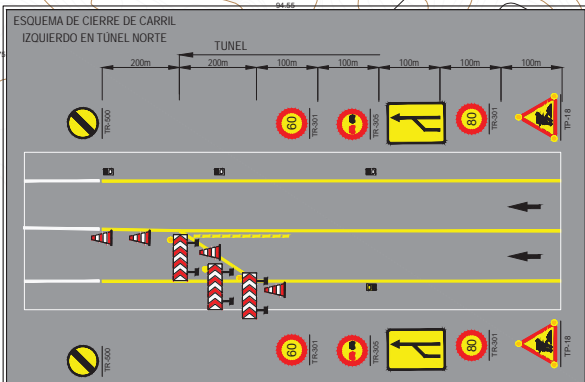 94.55
ESQUEMA DE CIERRE DE CARRIL
IZQUIERDO EN TÚNEL NORTE
TUNEL
200m 200m 100m 100m 100m 100m 100m
TR-500 60 TR-301 TR-305 80 TR-301 TP-18
TR-500 60 TR-301 TR-305 80 TR-301 TP-18